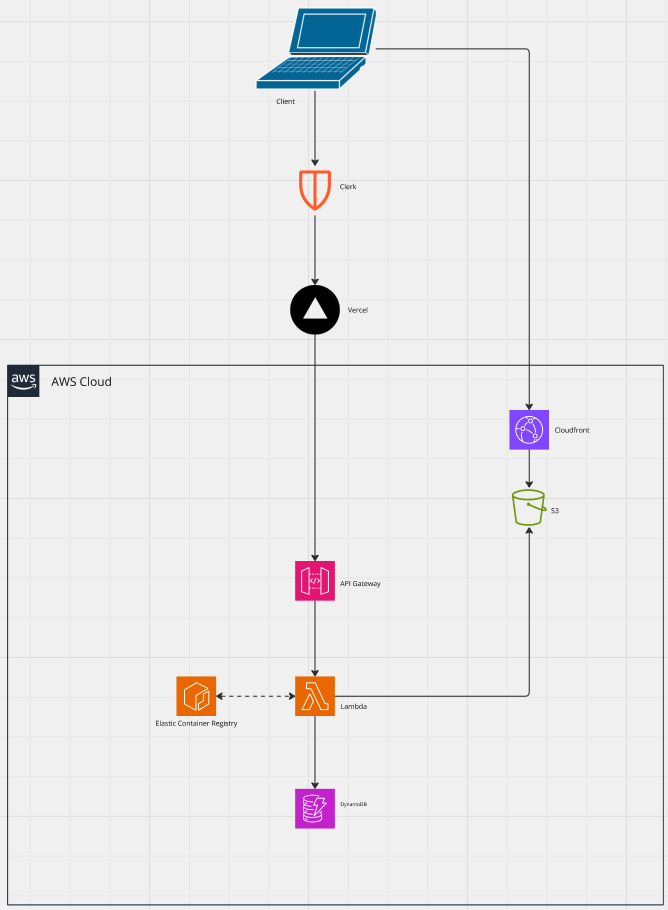 Client
Clerk
Vercel
aws
AWS Cloud
Cloudfront
S3
API Gateway
Lambda
Elastic Container Registry
DynamoDB